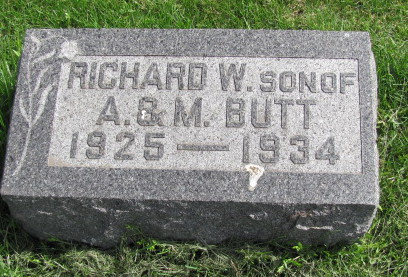 RICHARD W. SON OF
A. & M. BUTT
1925 — 1934